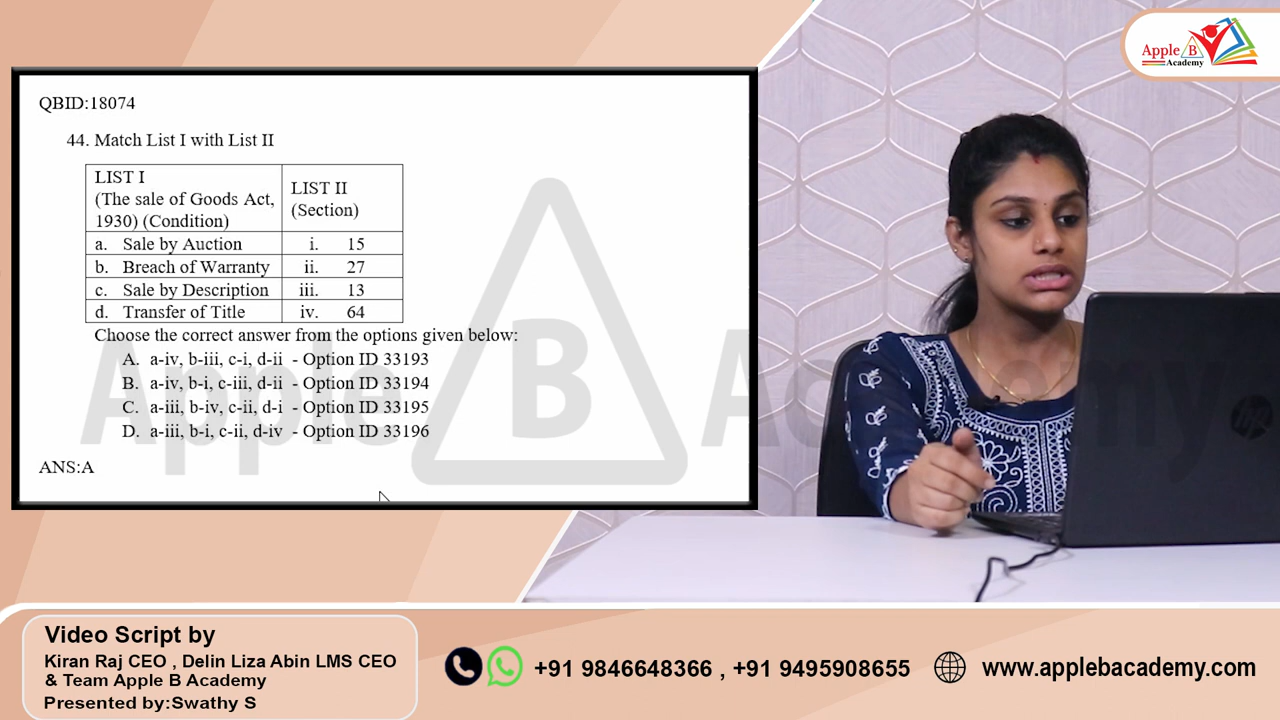 Apple B
Academy
QBID:18074
44. Match List I with List II
LIST I
(The sale of Goods Act,
1930) (Condition)
LIST II
(Section)
a. Sale by Auction i. 15
b. Breach of Warranty ii. 27
c. Sale by Description iii. 13
d. Transfer of Title iv. 64
Choose the correct answer from the options given below:
A. a-iv, b-iii, c-i, d-ii - Option ID 33193
B. a-iv, b-i, c-iii, d-ii - Option ID 33194
C. a-iii, b-iv, c-ii, d-i - Option ID 33195
D. a-iii, b-i, c-ii, d-iv - Option ID 33196
ANS:A
Apple B Academy
hp
Video Script by
Kiran Raj CEO , Delin Liza Abin LMS CEO
& Team Apple B Academy
Presented by:Swathy S
+91 9846648366 , +91 9495908655
www.applebacademy.com